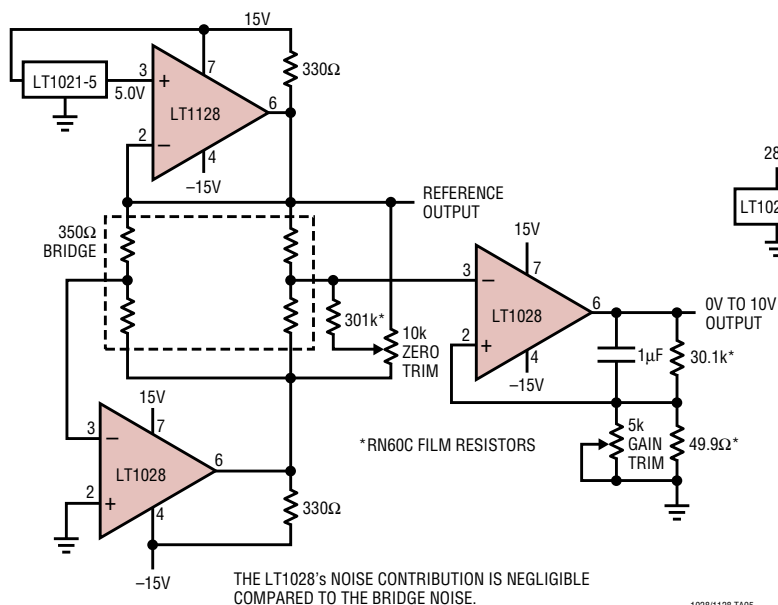 15V
LT1021-5
5.0V
3
+
7
LT1128
6
2
–
4
–15V
330Ω
REFERENCE
OUTPUT
350Ω
BRIDGE
301k*
10k
ZERO
TRIM
15V
3
–
7
LT1028
6
2
+
4
–15V
0V TO 10V
OUTPUT
1µF
30.1k*
5k
GAIN
TRIM
49.9Ω*
*RN60C FILM RESISTORS
15V
3
–
7
LT1028
6
2
+
4
330Ω
–15V
THE LT1028's NOISE CONTRIBUTION IS NEGLIGIBLE
COMPARED TO THE BRIDGE NOISE.
28
LT102